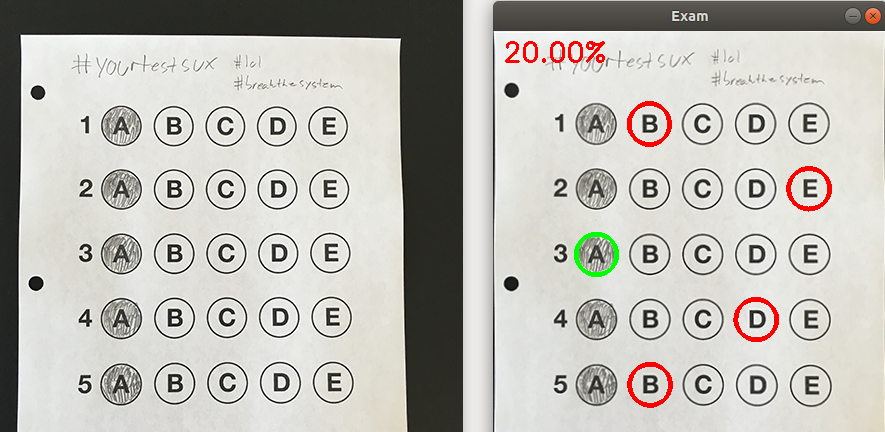 #yourtestsux #lol
#breakthesystem
1 A B C D E
2 A B C D E
3 A B C D E
4 A B C D E
5 A B C D E
Exam
20.00%
#yourtestsux #lol
#breakthesystem
1 A B C D E
2 A B C D E
3 A B C D E
4 A B C D E
5 A B C D E